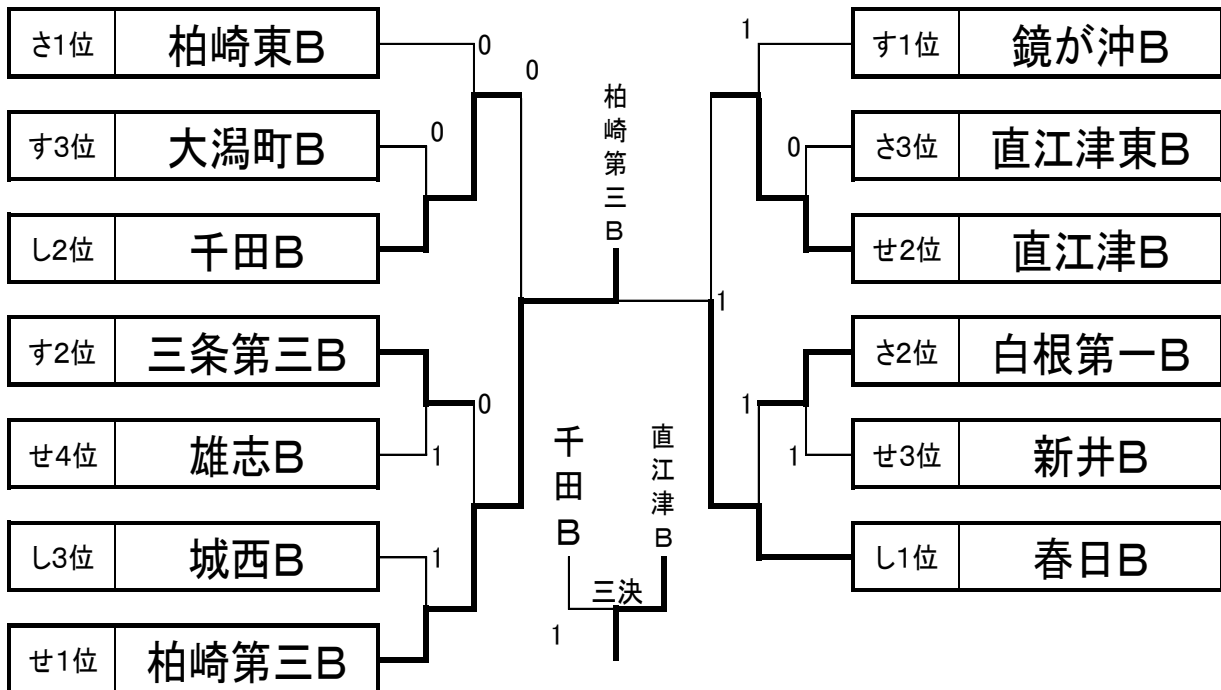 さ1位 柏崎東B
す3位 大潟町B
し2位 千田B
す2位 三条第三B
せ4位 雄志B
し3位 城西B
せ1位 柏崎第三B
0
0
0
0
1
1
柏崎第三B
1
千田B
直江津B
三決
1
1
0
1
1
す1位 鏡が沖B
さ3位 直江津東B
せ2位 直江津B
さ2位 白根第一B
せ3位 新井B
し1位 春日B